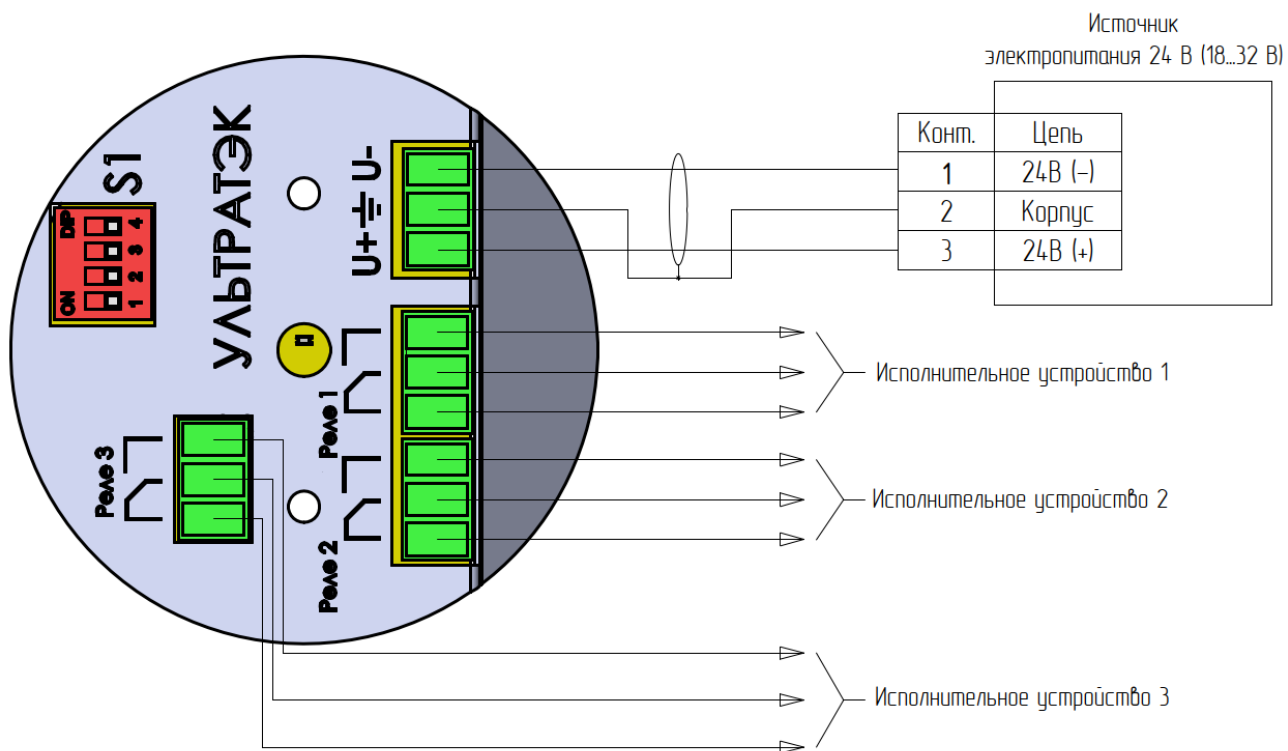 Источник
электропитания 24 В (18...32 В)
Конт. Цепь
1 24В (–)
2 Корпус
3 24В (+)
U-
U+
УЛЬТРАТЭК
S1
ON DIP
1 2 3 4
Реле 1
Реле 2
Реле 3
Исполнительное устройство 1
Исполнительное устройство 2
Исполнительное устройство 3